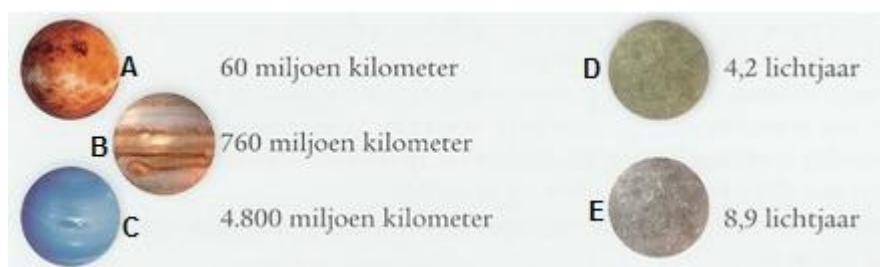 A 60 miljoen kilometer
B 760 miljoen kilometer
C 4.800 miljoen kilometer
D 4,2 lichtjaar
E 8,9 lichtjaar